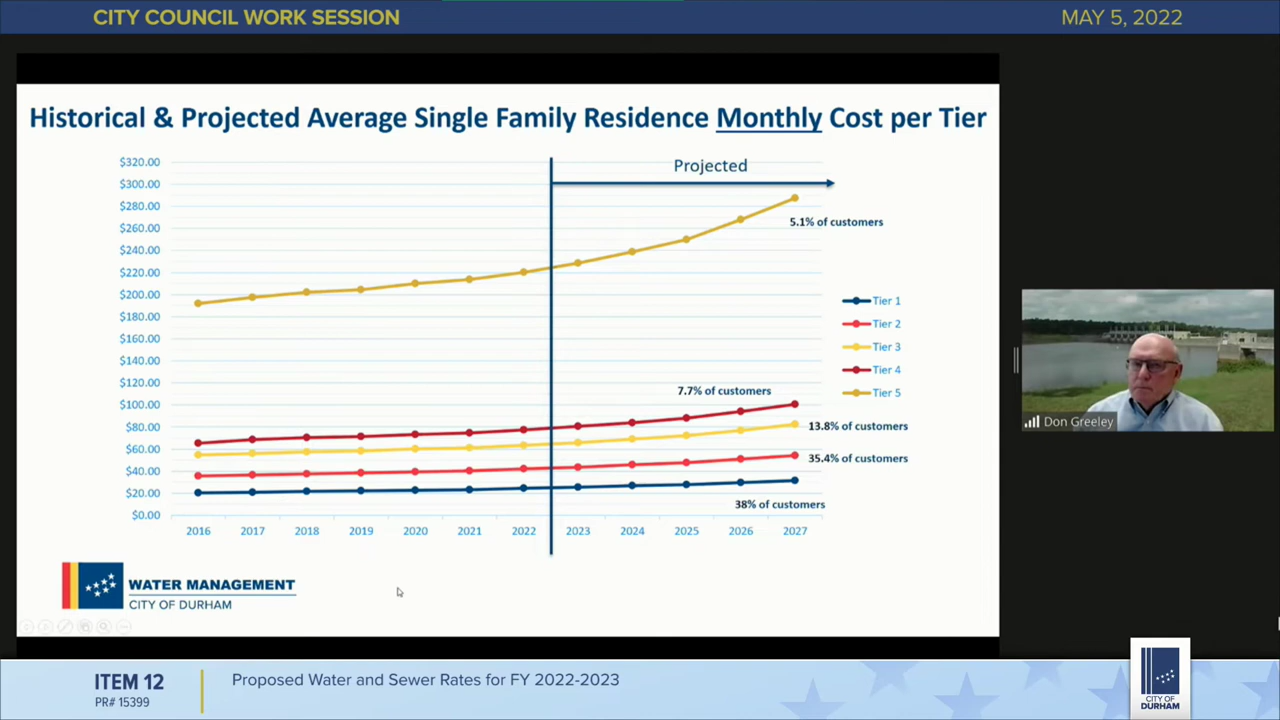 CITY COUNCIL WORK SESSION
MAY 5, 2022
Historical & Projected Average Single Family Residence Monthly Cost per Tier
Projected
$320.00
$300.00
$280.00
$260.00
$240.00
$220.00
$200.00
$180.00
$160.00
$140.00
$120.00
$100.00
$80.00
$60.00
$40.00
$20.00
$0.00
5.1% of customers
7.7% of customers
13.8% of customers
35.4% of customers
38% of customers
Tier 1
Tier 2
Tier 3
Tier 4
Tier 5
2016 2017 2018 2019 2020 2021 2022 2023 2024 2025 2026 2027
WATER MANAGEMENT
CITY OF DURHAM
Don Greeley
ITEM 12
PR# 15399
Proposed Water and Sewer Rates for FY 2022-2023
CITY OF
DURHAM